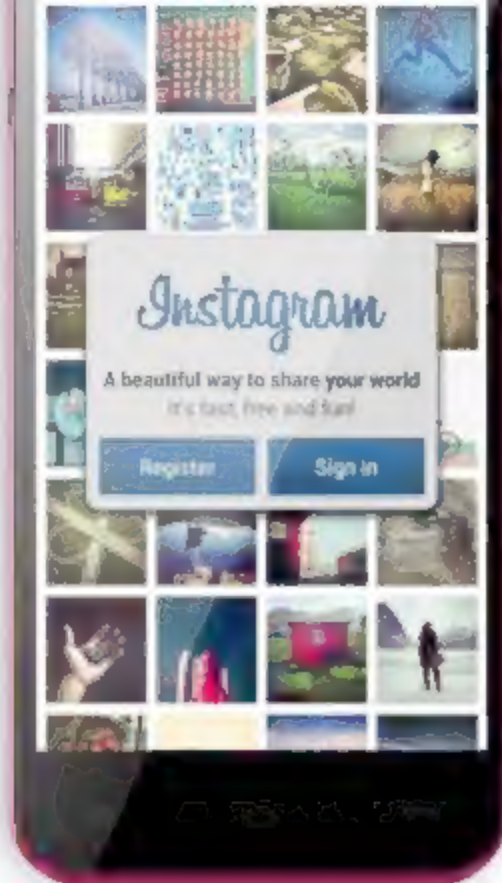 Instagram
A beautiful way to share your world
It's fast, free and fun!
Register
Sign in